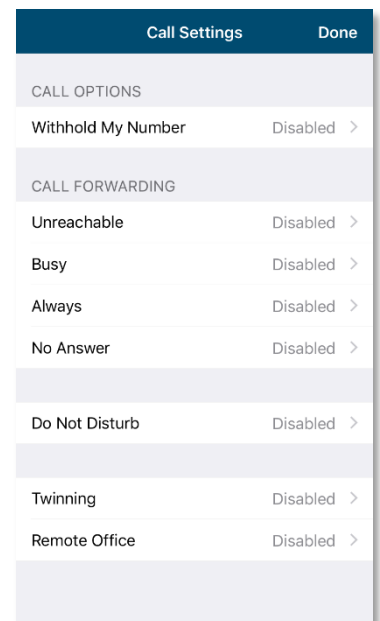 Call Settings Done
CALL OPTIONS
Withhold My Number Disabled >
CALL FORWARDING
Unreachable Disabled >
Busy Disabled >
Always Disabled >
No Answer Disabled >
Do Not Disturb Disabled >
Twinning Disabled >
Remote Office Disabled >